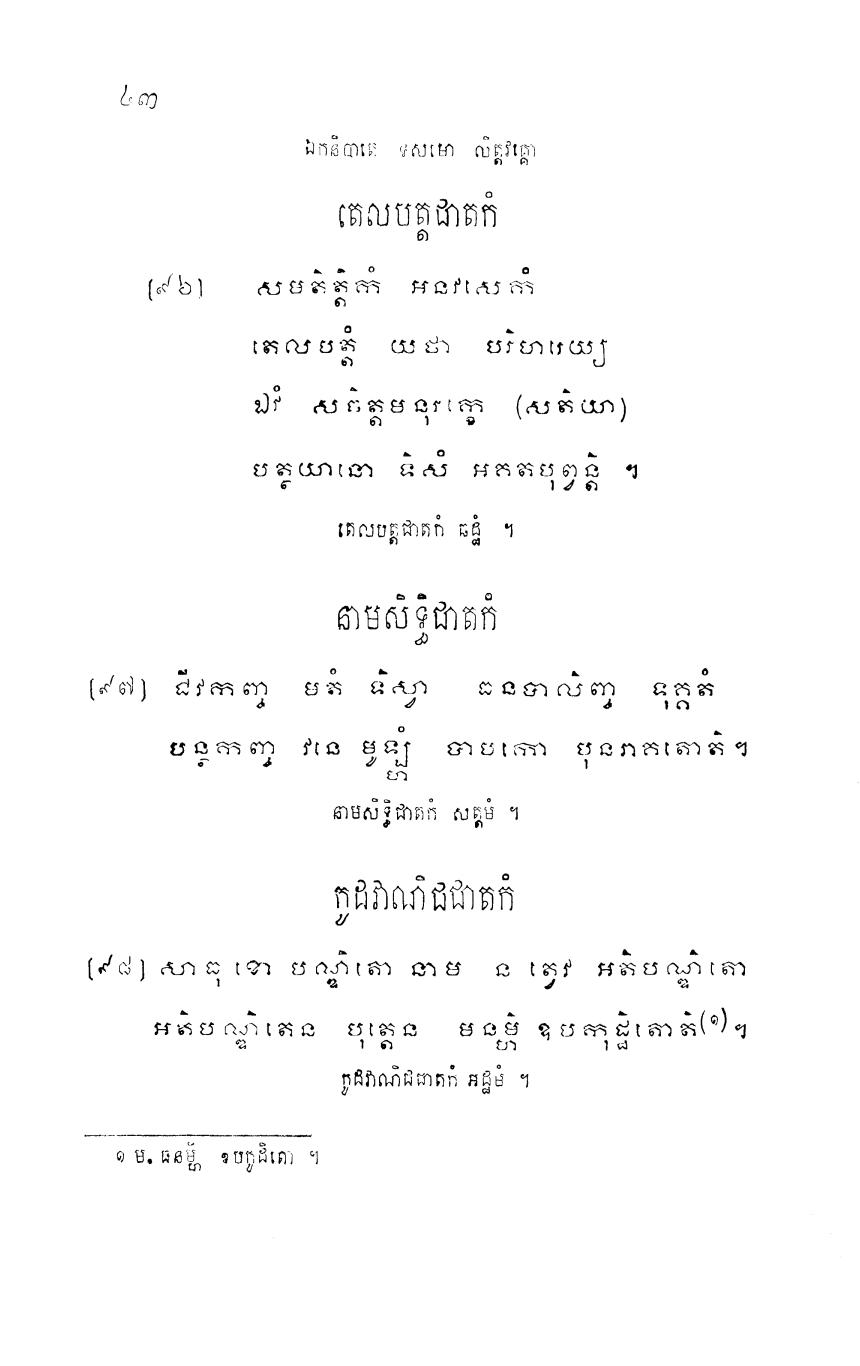 ៤៣
ឯកនិបាតេ ទសមោ លិត្តវគ្គោ
តេលបត្តជាតកំ
[៩៦] សមតិត្តិកំ អនវសេកំ
តេលបត្តំ យថា បរិហរេយ្យ
ឯវំ សចិត្តមនុរក្ខេ (សតិយា)
បត្ថយានោ ទិសំ អគតបុព្វន្តិ ។
តេលបត្តជាតកំ ឆដ្ឋំ ។
នាមសិទ្ធិជាតកំ
[៩៧] ជីវកញ្ច មតំ ទិស្វា ធនបាលិញ្ច ទុគ្គតំ
បន្ថកញ្ច វនេ មូឡ្ហំ បាបកោ បុនរាគតោតិ។
នាមសិទ្ធិជាតកំ សត្តមំ ។
កូដវាណិជជាតកំ
[៩៨] សាធុ ខោ បណ្ឌិតោ នាម ន ត្វេវ អតិបណ្ឌិតោ
អតិបណ្ឌិតេន បុត្តេន មនម្ហិ ឧបកុដ្ឋិតោតិ(១)។
កូដវាណិជជាតកំ អដ្ឋមំ ។
១ ម. ធនម្ហិ ឧបកូដិតោ ។